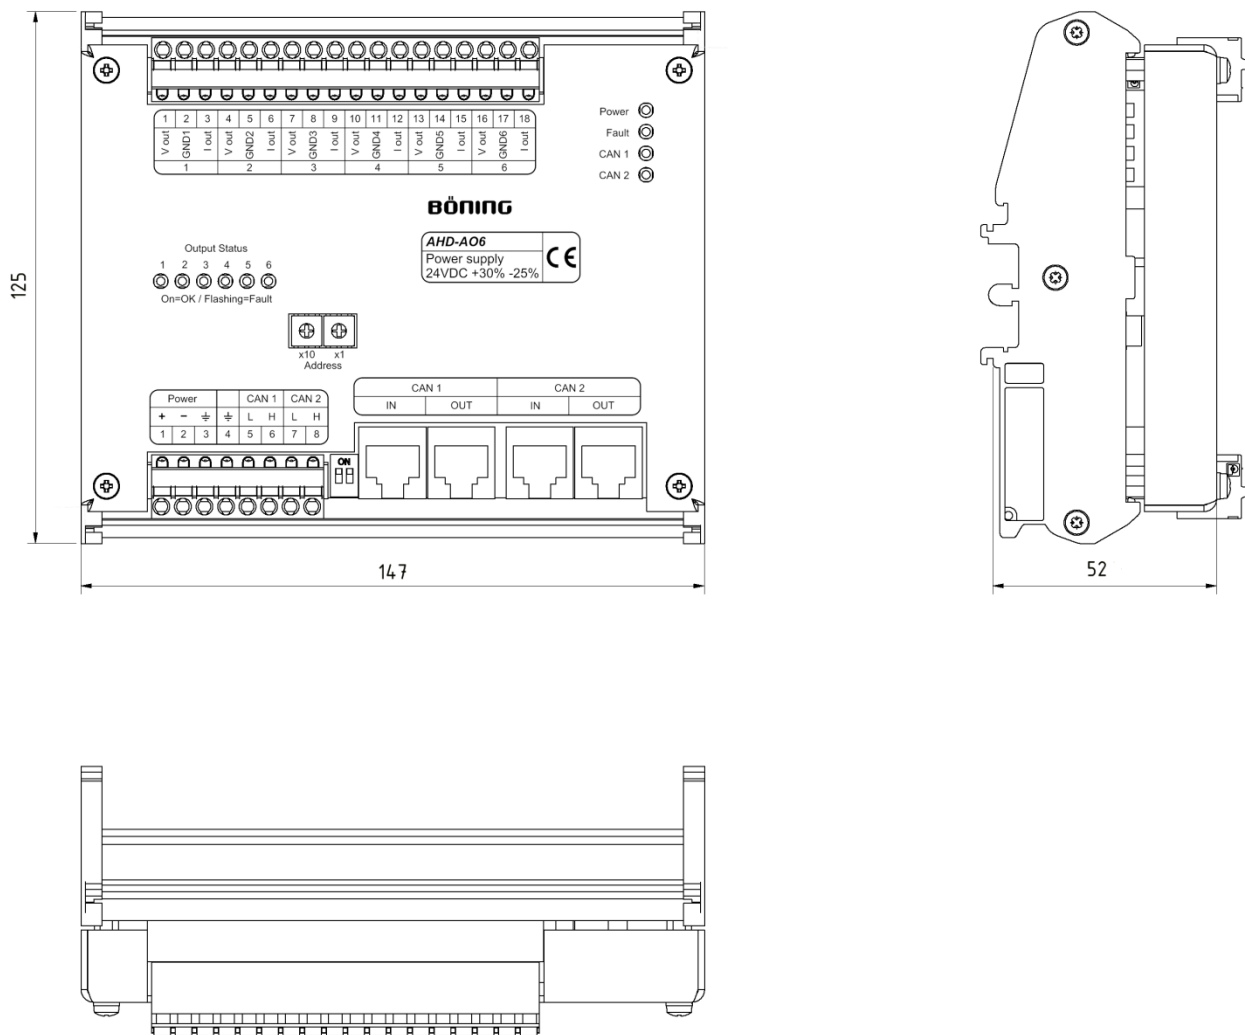 1 2 3 4 5 6 7 8 9 10 11 12 13 14 15 16 17 18
V out GND1 I out V out GND2 I out V out GND3 I out V out GND4 I out V out GND5 I out V out GND6 I out
1 2 3 4 5 6
Power
Fault
CAN 1
CAN 2
BÖNING
AHD-AO6
Power supply
24VDC +30% -25%
CE
Output Status
1 2 3 4 5 6
On=OK / Flashing=Fault
x10 x1
Address
Power CAN 1 CAN 2
+ − ⏚ ⏚ L H L H
1 2 3 4 5 6 7 8
ON
CAN 1 CAN 2
IN OUT IN OUT
125
147
52